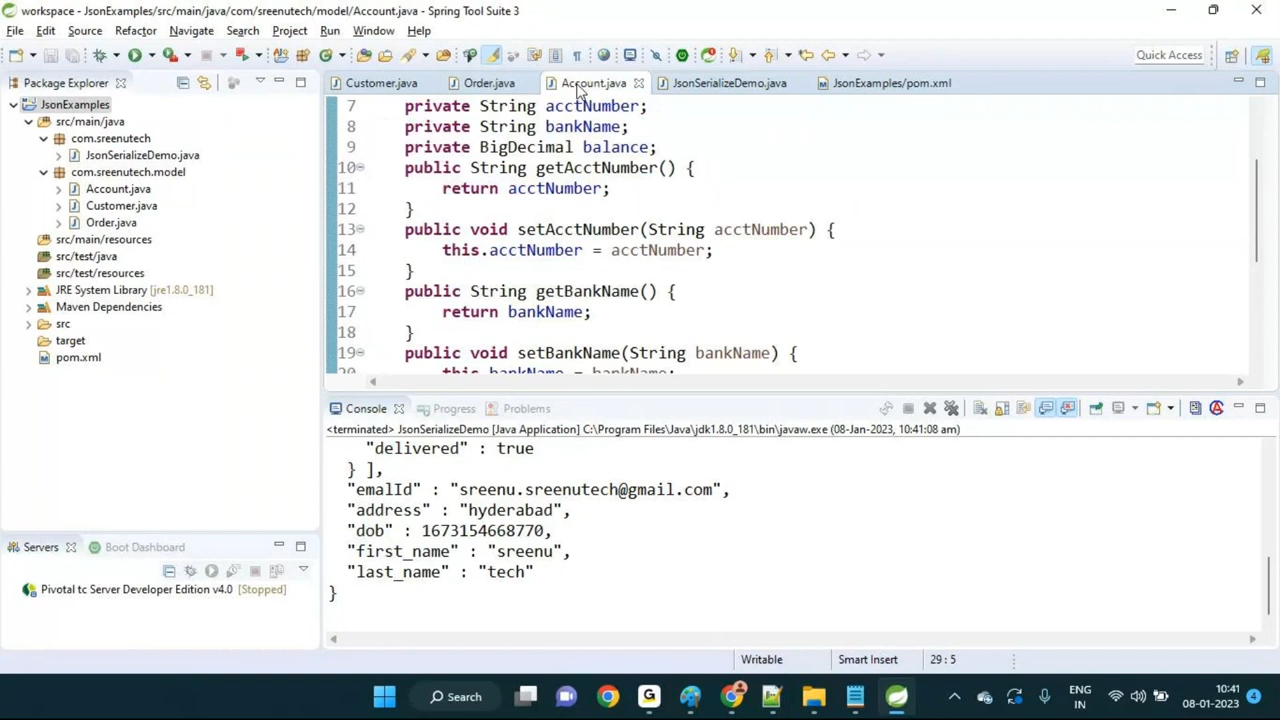 workspace - JsonExamples/src/main/java/com/sreenutech/model/Account.java - Spring Tool Suite 3
File Edit Source Refactor Navigate Search Project Run Window Help
Quick Access
Package Explorer
JsonExamples
src/main/java
com.sreenutech
JsonSerializeDemo.java
com.sreenutech.model
Account.java
Customer.java
Order.java
src/main/resources
src/test/java
src/test/resources
JRE System Library [jre1.8.0_181]
Maven Dependencies
src
target
pom.xml
Servers Boot Dashboard
Pivotal tc Server Developer Edition v4.0 [Stopped]
Customer.java Order.java Account.java JsonSerializeDemo.java JsonExamples/pom.xml
7 private String acctNumber;
8 private String bankName;
9 private BigDecimal balance;
10 public String getAcctNumber() {
11 return acctNumber;
12 }
13 public void setAcctNumber(String acctNumber) {
14 this.acctNumber = acctNumber;
15 }
16 public String getBankName() {
17 return bankName;
18 }
19 public void setBankName(String bankName) {
20 this.bankName = bankName;
Console Progress Problems
<terminated> JsonSerializeDemo [Java Application] C:\Program Files\Java\jdk1.8.0_181\bin\javaw.exe (08-Jan-2023, 10:41:08 am)
"delivered" : true
} ],
"emalId" : "sreenu.sreenutech@gmail.com",
"address" : "hyderabad",
"dob" : 1673154668770,
"first_name" : "sreenu",
"last_name" : "tech"
}
Writable Smart Insert 29 : 5
Search
ENG
IN
10:41
08-01-2023
4